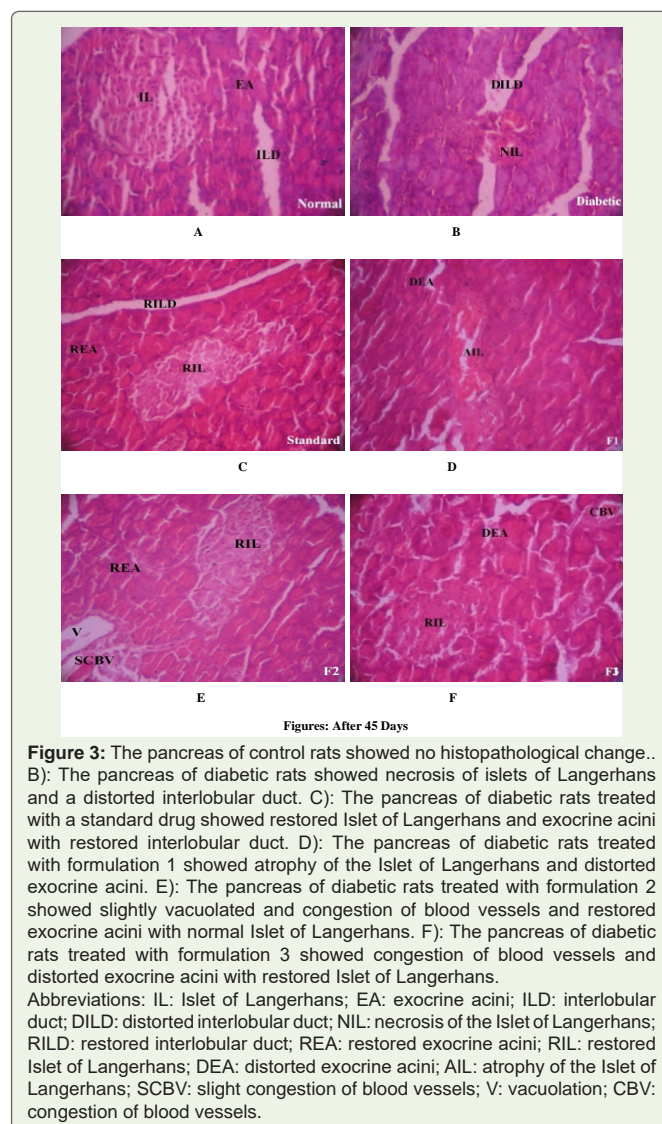 IL
EA
ILD
Normal
DILD
NIL
Diabetic
A
B
RILD
REA
RIL
Standard
DEA
AIL
F1
C
D
RIL
REA
V
SCBV
F2
CBV
DEA
RIL
F3
E
F
Figures: After 45 Days
Figure 3: The pancreas of control rats showed no histopathological change..
B): The pancreas of diabetic rats showed necrosis of islets of Langerhans
and a distorted interlobular duct. C): The pancreas of diabetic rats treated
with a standard drug showed restored Islet of Langerhans and exocrine acini
with restored interlobular duct. D): The pancreas of diabetic rats treated
with formulation 1 showed atrophy of the Islet of Langerhans and distorted
exocrine acini. E): The pancreas of diabetic rats treated with formulation 2
showed slightly vacuolated and congestion of blood vessels and restored
exocrine acini with normal Islet of Langerhans. F): The pancreas of diabetic
rats treated with formulation 3 showed congestion of blood vessels and
distorted exocrine acini with restored Islet of Langerhans.
Abbreviations: IL: Islet of Langerhans; EA: exocrine acini; ILD: interlobular
duct; DILD: distorted interlobular duct; NIL: necrosis of the Islet of Langerhans;
RILD: restored interlobular duct; REA: restored exocrine acini; RIL: restored
Islet of Langerhans; DEA: distorted exocrine acini; AIL: atrophy of the Islet of
Langerhans; SCBV: slight congestion of blood vessels; V: vacuolation; CBV:
congestion of blood vessels.